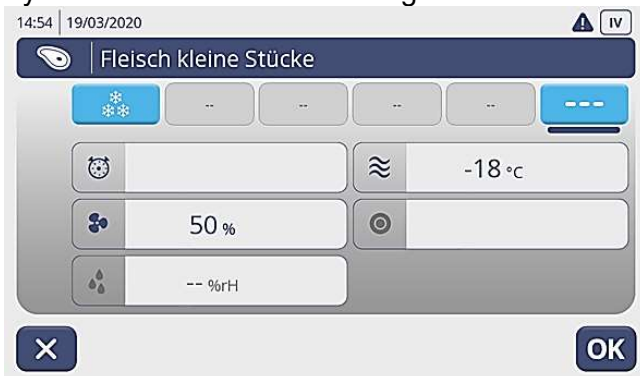 14:54 19/03/2020 IV
Fleisch kleine Stücke
-- -- -- -- ---
-18 °C
50 %
-- %rH
OK